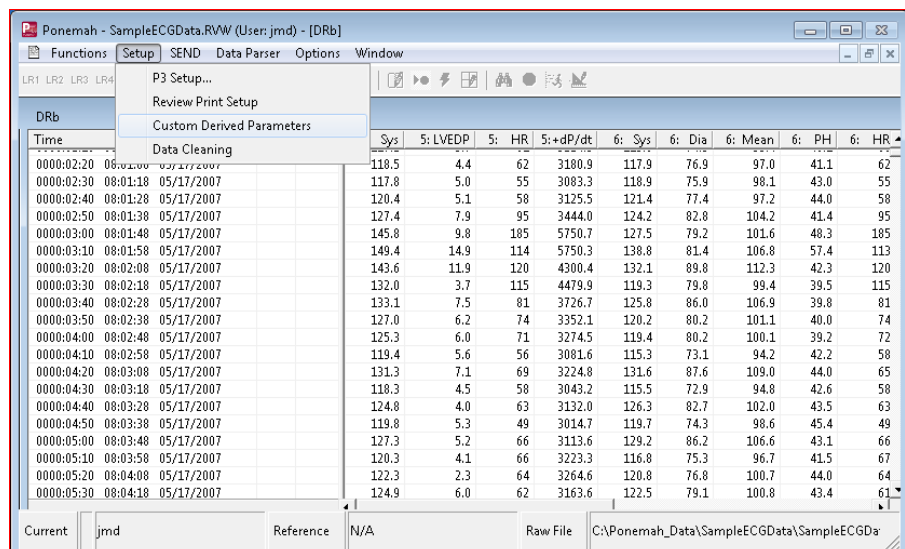 Ponemah - SampleECGData.RVW (User: jmd) - [DRb]
Functions Setup SEND Data Parser Options Window
LR1 LR2 LR3 LR4
P3 Setup...
Review Print Setup
Custom Derived Parameters
Data Cleaning
DRb
Time Sys 5: LVEDP 5: HR 5:+dP/dt 6: Sys 6: Dia 6: Mean 6: PH 6: HR
0000:02:20 08:01:08 05/17/2007 118.5 4.4 62 3180.9 117.9 76.9 97.0 41.1 62
0000:02:30 08:01:18 05/17/2007 117.8 5.0 55 3083.3 118.9 75.9 98.1 43.0 55
0000:02:40 08:01:28 05/17/2007 120.4 5.1 58 3125.5 121.4 77.4 97.2 44.0 58
0000:02:50 08:01:38 05/17/2007 127.4 7.9 95 3444.0 124.2 82.8 104.2 41.4 95
0000:03:00 08:01:48 05/17/2007 145.8 9.8 185 5750.7 127.5 79.2 101.6 48.3 185
0000:03:10 08:01:58 05/17/2007 149.4 14.9 114 5750.3 138.8 81.4 106.8 57.4 113
0000:03:20 08:02:08 05/17/2007 143.6 11.9 120 4300.4 132.1 89.8 112.3 42.3 120
0000:03:30 08:02:18 05/17/2007 132.0 3.7 115 4479.9 119.3 79.8 99.4 39.5 115
0000:03:40 08:02:28 05/17/2007 133.1 7.5 81 3726.7 125.8 86.0 106.9 39.8 81
0000:03:50 08:02:38 05/17/2007 127.0 6.2 74 3352.1 120.2 80.2 101.1 40.0 74
0000:04:00 08:02:48 05/17/2007 125.3 6.0 71 3274.5 119.4 80.2 100.1 39.2 72
0000:04:10 08:02:58 05/17/2007 119.4 5.6 56 3081.6 115.3 73.1 94.2 42.2 58
0000:04:20 08:03:08 05/17/2007 131.3 7.1 69 3224.8 131.6 87.6 109.0 44.0 65
0000:04:30 08:03:18 05/17/2007 118.3 4.5 58 3043.2 115.5 72.9 94.8 42.6 58
0000:04:40 08:03:28 05/17/2007 124.8 4.0 63 3132.0 126.3 82.7 102.0 43.5 63
0000:04:50 08:03:38 05/17/2007 119.8 5.3 49 3014.7 119.7 74.3 98.6 45.4 49
0000:05:00 08:03:48 05/17/2007 127.3 5.2 66 3113.6 129.2 86.2 106.6 43.1 66
0000:05:10 08:03:58 05/17/2007 120.3 4.1 66 3223.3 116.8 75.3 96.7 41.5 67
0000:05:20 08:04:08 05/17/2007 122.3 2.3 64 3264.6 120.8 76.8 100.7 44.0 64
0000:05:30 08:04:18 05/17/2007 124.9 6.0 62 3163.6 122.5 79.1 100.8 43.4 61
Current jmd Reference N/A Raw File C:\Ponemah_Data\SampleECGData\SampleECGDa